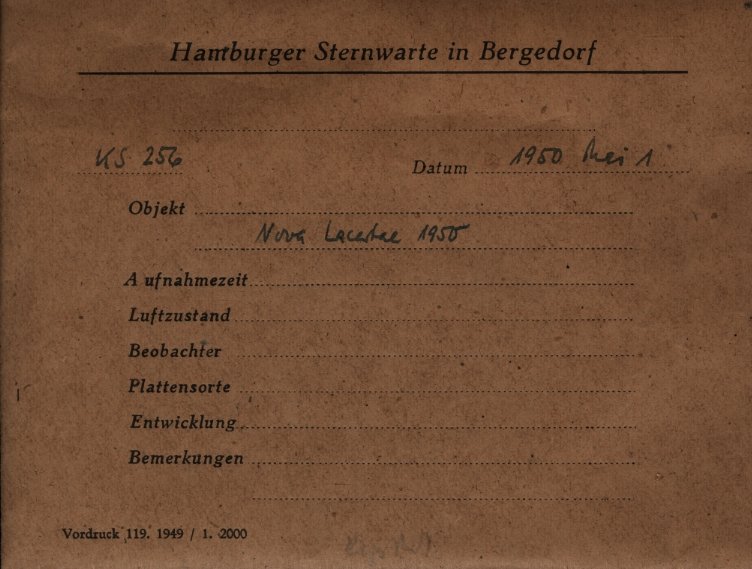 Hamburger Sternwarte in Bergedorf
KS 256 Datum 1950 Mai 1
Objekt
Nova Lacertae 1950
Aufnahmezeit
Luftzustand
Beobachter
Plattensorte
Entwicklung
Bemerkungen
Vordruck 119. 1949 / 1. 2000